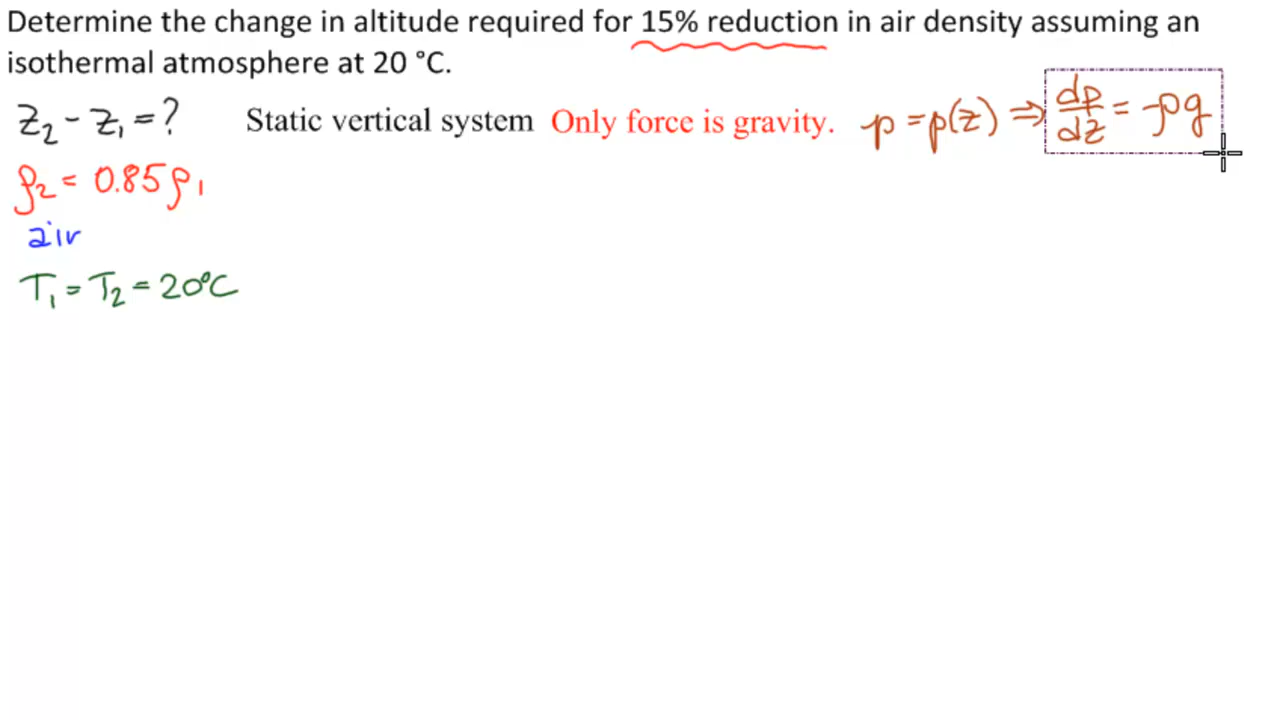 Determine the change in altitude required for 15% reduction in air density assuming an
isothermal atmosphere at 20 °C.
z₂ - z₁ = ? Static vertical system Only force is gravity. p = p(z) ⇒ dp/dz = -ρg
ρ₂ = 0.85ρ₁
air
T₁ = T₂ = 20°C